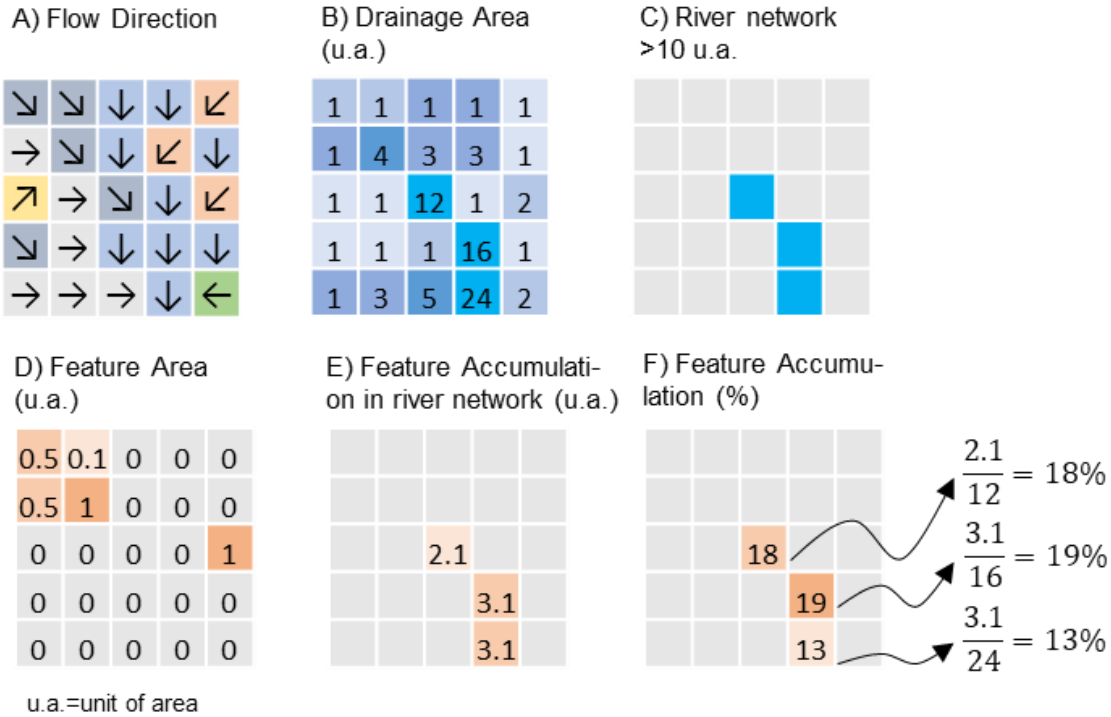 A) Flow Direction
B) Drainage Area
(u.a.)
C) River network
>10 u.a.
↘ ↘ ↓ ↓ ↙
→ ↘ ↓ ↙ ↓
↗ → ↘ ↓ ↙
↘ → ↓ ↓ ↓
→ → → ↓ ←
1 1 1 1 1
1 4 3 3 1
1 1 12 1 2
1 1 1 16 1
1 3 5 24 2
D) Feature Area
(u.a.)
E) Feature Accumulati-
on in river network (u.a.)
F) Feature Accumu-
lation (%)
0.5 0.1 0 0 0
0.5 1 0 0 0
0 0 0 0 1
0 0 0 0 0
0 0 0 0 0
2.1
3.1
3.1
18
19
13
2.1/12 = 18%
3.1/16 = 19%
3.1/24 = 13%
u.a.=unit of area